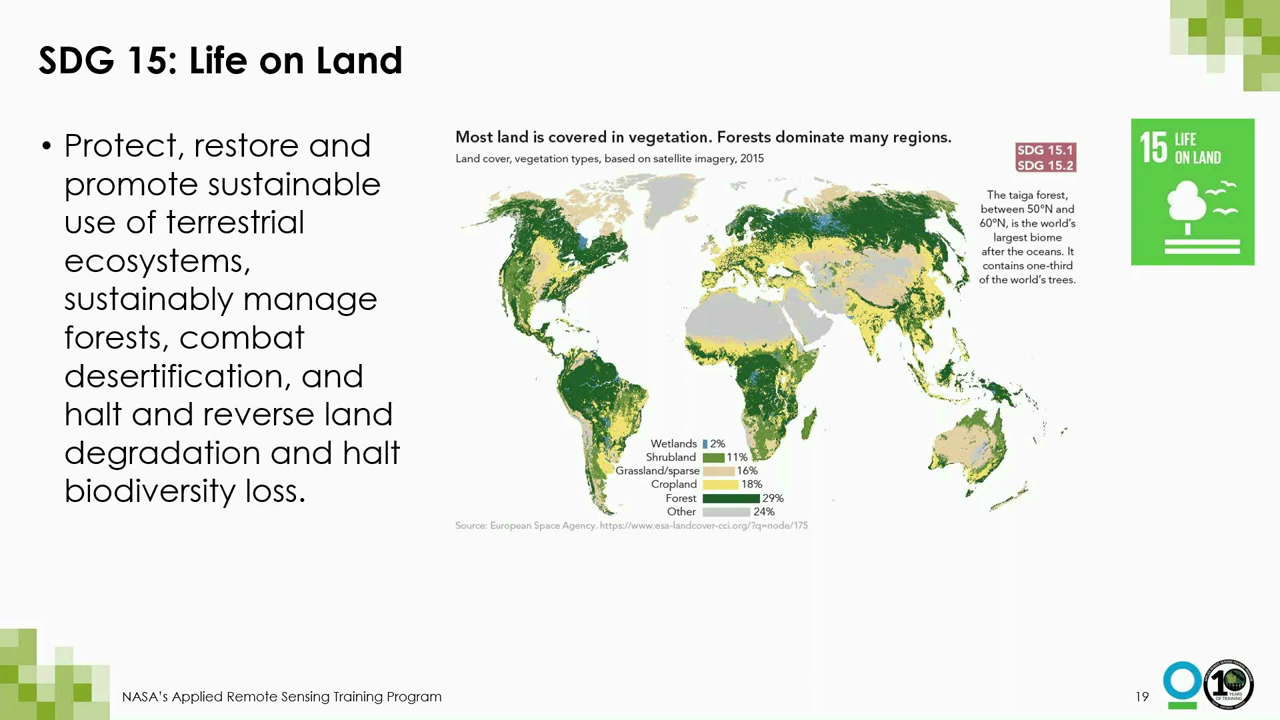 SDG 15: Life on Land
• Protect, restore and
promote sustainable
use of terrestrial
ecosystems,
sustainably manage
forests, combat
desertification, and
halt and reverse land
degradation and halt
biodiversity loss.
Most land is covered in vegetation. Forests dominate many regions.
Land cover, vegetation types, based on satellite imagery, 2015
SDG 15.1
SDG 15.2
The taiga forest,
between 50°N and
60°N, is the world's
largest biome
after the oceans. It
contains one-third
of the world's trees.
Wetlands 2%
Shrubland 11%
Grassland/sparse 16%
Cropland 18%
Forest 29%
Other 24%
Source: European Space Agency. https://www.esa-landcover-cci.org/?q=node/175
15 LIFE
ON LAND
NASA's Applied Remote Sensing Training Program
19
10
YEARS
OF TRAINING